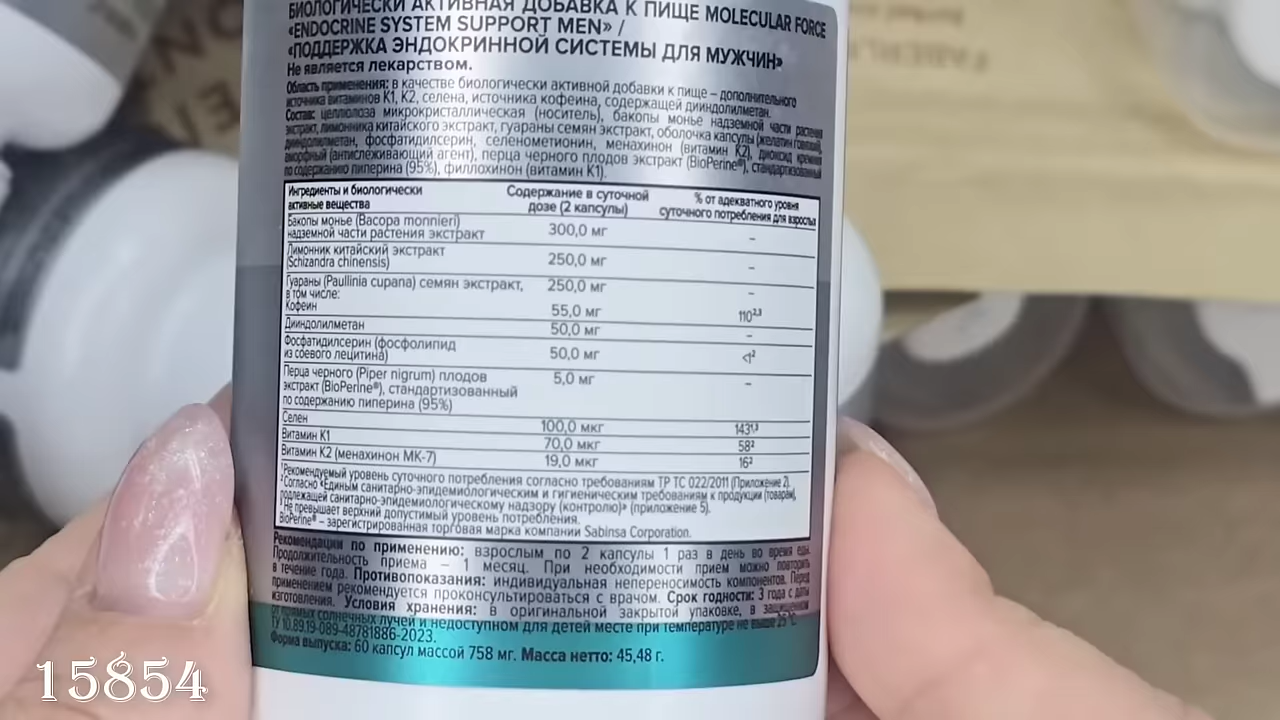 БИОЛОГИЧЕСКИ АКТИВНАЯ ДОБАВКА К ПИЩЕ MOLECULAR FORCE
«ENDOCRINE SYSTEM SUPPORT MEN» /
«ПОДДЕРЖКА ЭНДОКРИННОЙ СИСТЕМЫ ДЛЯ МУЖЧИН»
Не является лекарством.
Область применения: в качестве биологически активной добавки к пище – дополнительного
источника витаминов К1, К2, селена, источника кофеина, содержащей дииндолилметан.
Состав: целлюлоза микрокристаллическая (носитель), бакопы монье надземной части растения
экстракт, лимонника китайского экстракт, гуараны семян экстракт, оболочка капсулы (желатин говяжий),
дииндолилметан, фосфатидилсерин, селенометионин, менахинон (витамин К2), диоксид кремния
аморфный (антислеживающий агент), перца черного плодов экстракт (BioPerine®), стандартизованный
по содержанию пиперина (95%), филлохинон (витамин К1).
Ингредиенты и биологически активные вещества Содержание в суточной дозе (2 капсулы) % от адекватного уровня суточного потребления для взрослых
Бакопы монье (Bacopa monnieri)
надземной части растения экстракт 300,0 мг –
Лимонник китайский экстракт
(Schizandra chinensis) 250,0 мг –
Гуараны (Paullinia cupana) семян экстракт, 250,0 мг –
в том числе:
Кофеин 55,0 мг 110²,³
Дииндолилметан 50,0 мг –
Фосфатидилсерин (фосфолипид
из соевого лецитина) 50,0 мг <1²
Перца черного (Piper nigrum) плодов 5,0 мг –
экстракт (BioPerine®), стандартизованный
по содержанию пиперина (95%)
Селен 100,0 мкг 143¹,³
Витамин К1 70,0 мкг 58²
Витамин К2 (менахинон МК-7) 19,0 мкг 16²
¹Рекомендуемый уровень суточного потребления согласно требованиям ТР ТС 022/2011 (Приложение 2).
²Согласно «Единым санитарно-эпидемиологическим и гигиеническим требованиям к продукции (товарам),
подлежащей санитарно-эпидемиологическому надзору (контролю)» (приложение 5).
³Не превышает верхний допустимый уровень потребления.
BioPerine® – зарегистрированная торговая марка компании Sabinsa Corporation.
Рекомендации по применению: взрослым по 2 капсулы 1 раз в день во время еды.
Продолжительность приема – 1 месяц. При необходимости прием можно повторить
в течение года. Противопоказания: индивидуальная непереносимость компонентов. Перед
применением рекомендуется проконсультироваться с врачом. Срок годности: 3 года с даты
изготовления. Условия хранения: в оригинальной закрытой упаковке, в защищенном
от прямых солнечных лучей и недоступном для детей месте при температуре не выше 25 °C.
ТУ 10.89.19-089-48781886-2023.
Форма выпуска: 60 капсул массой 758 мг. Масса нетто: 45,48 г.
15854